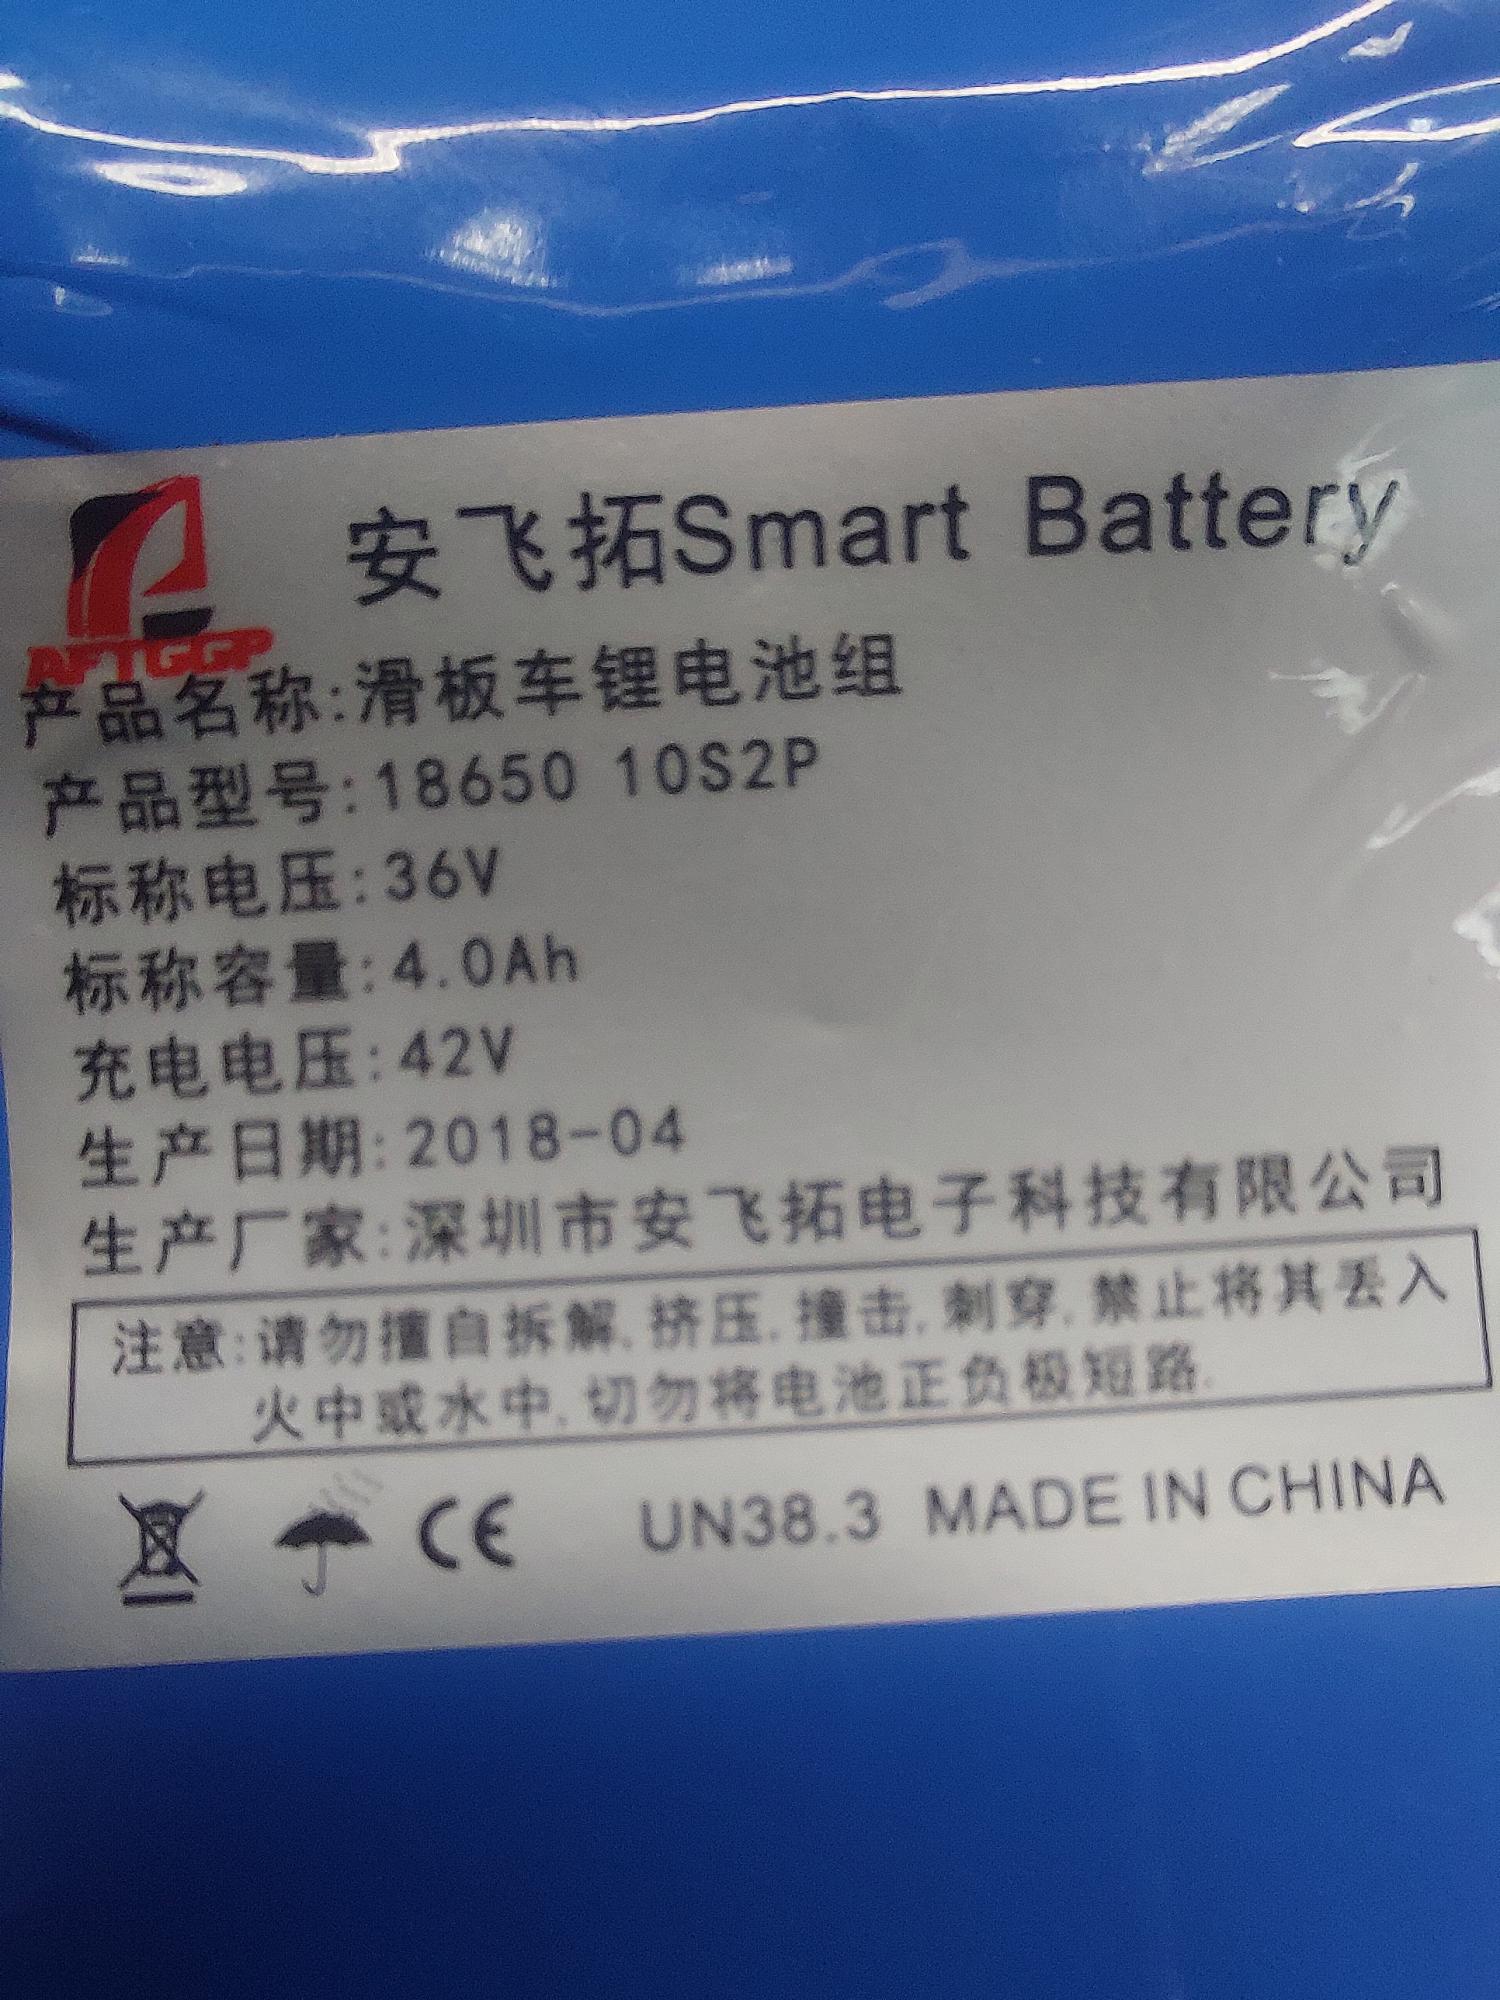 安飞拓Smart Battery
AFTGGP
产品名称:滑板车锂电池组
产品型号:18650 10S2P
标称电压:36V
标称容量:4.0Ah
充电电压:42V
生产日期:2018-04
生产厂家:深圳市安飞拓电子科技有限公司
注意:请勿擅自拆解.挤压.撞击.刺穿.禁止将其丢入
火中或水中.切勿将电池正负极短路.
CE UN38.3 MADE IN CHINA